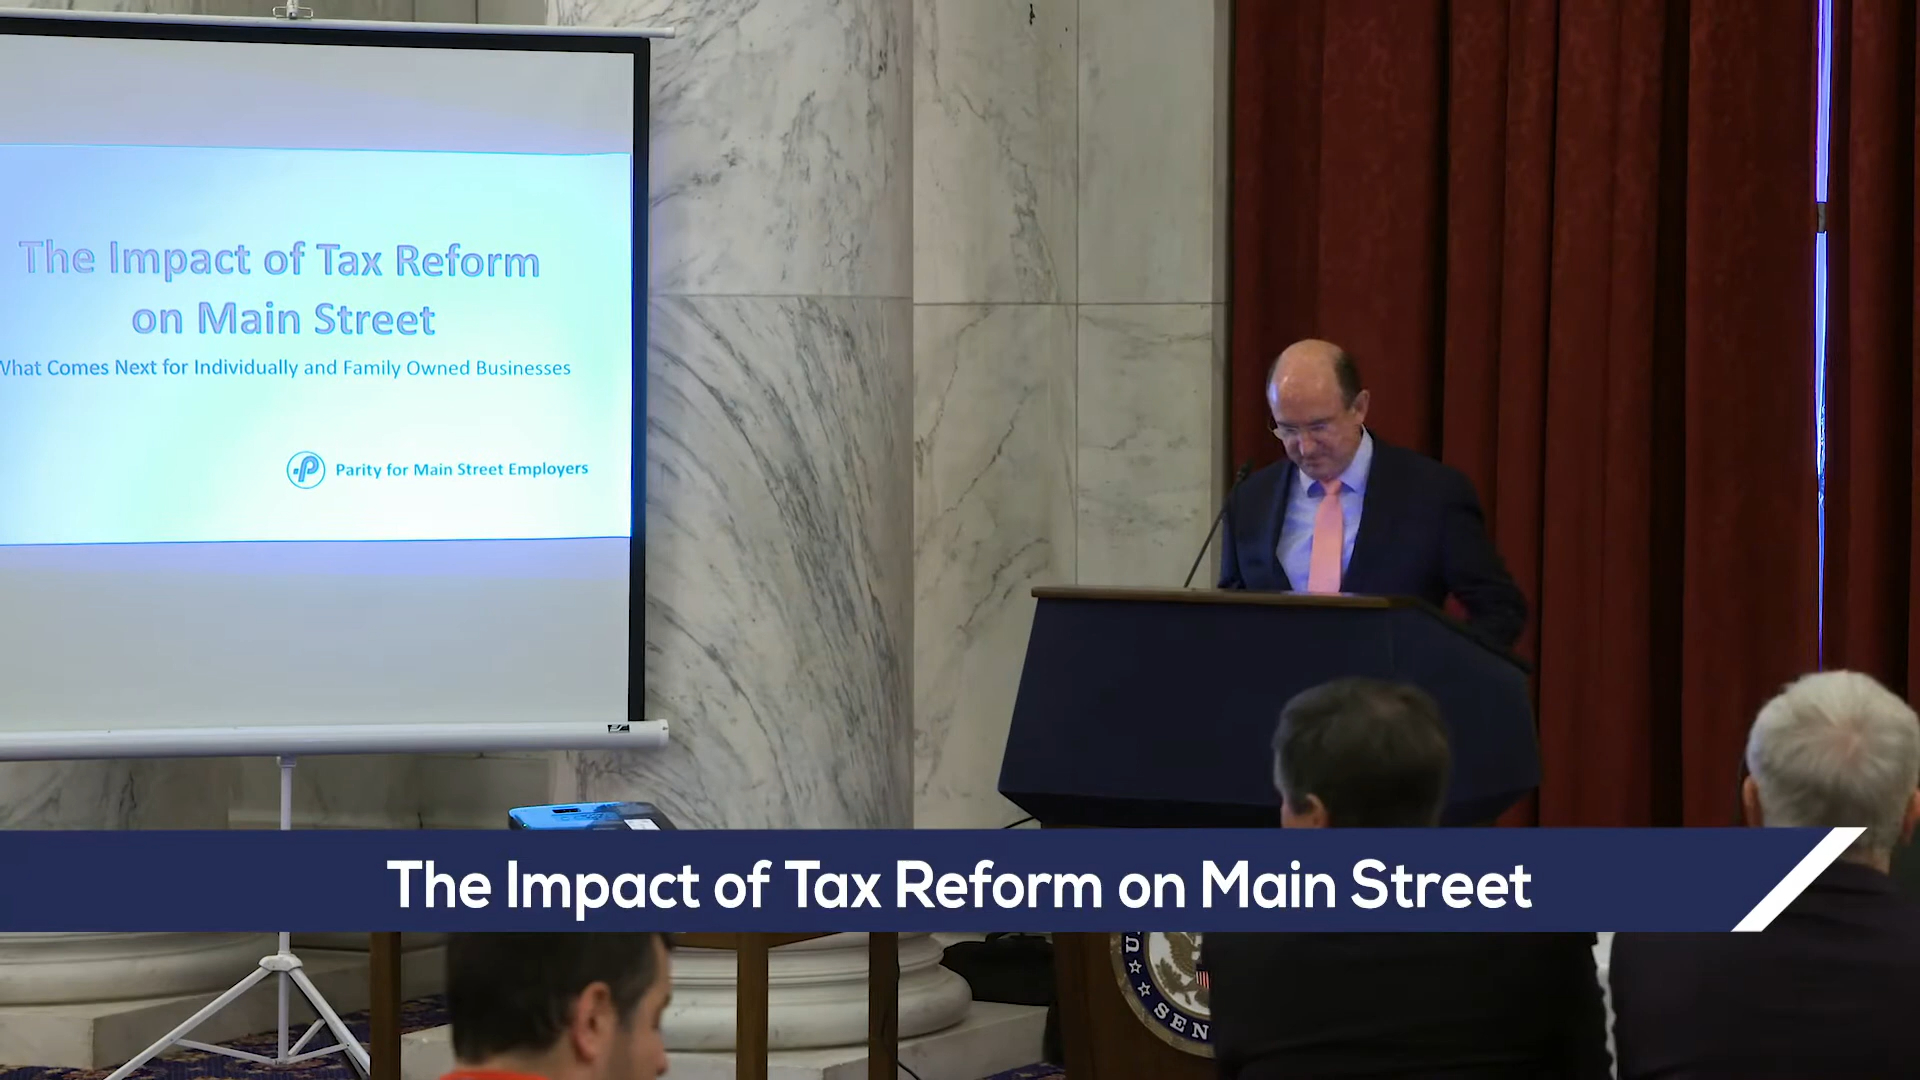 The Impact of Tax Reform
on Main Street
What Comes Next for Individually and Family Owned Businesses
Parity for Main Street Employers
The Impact of Tax Reform on Main Street
SEN